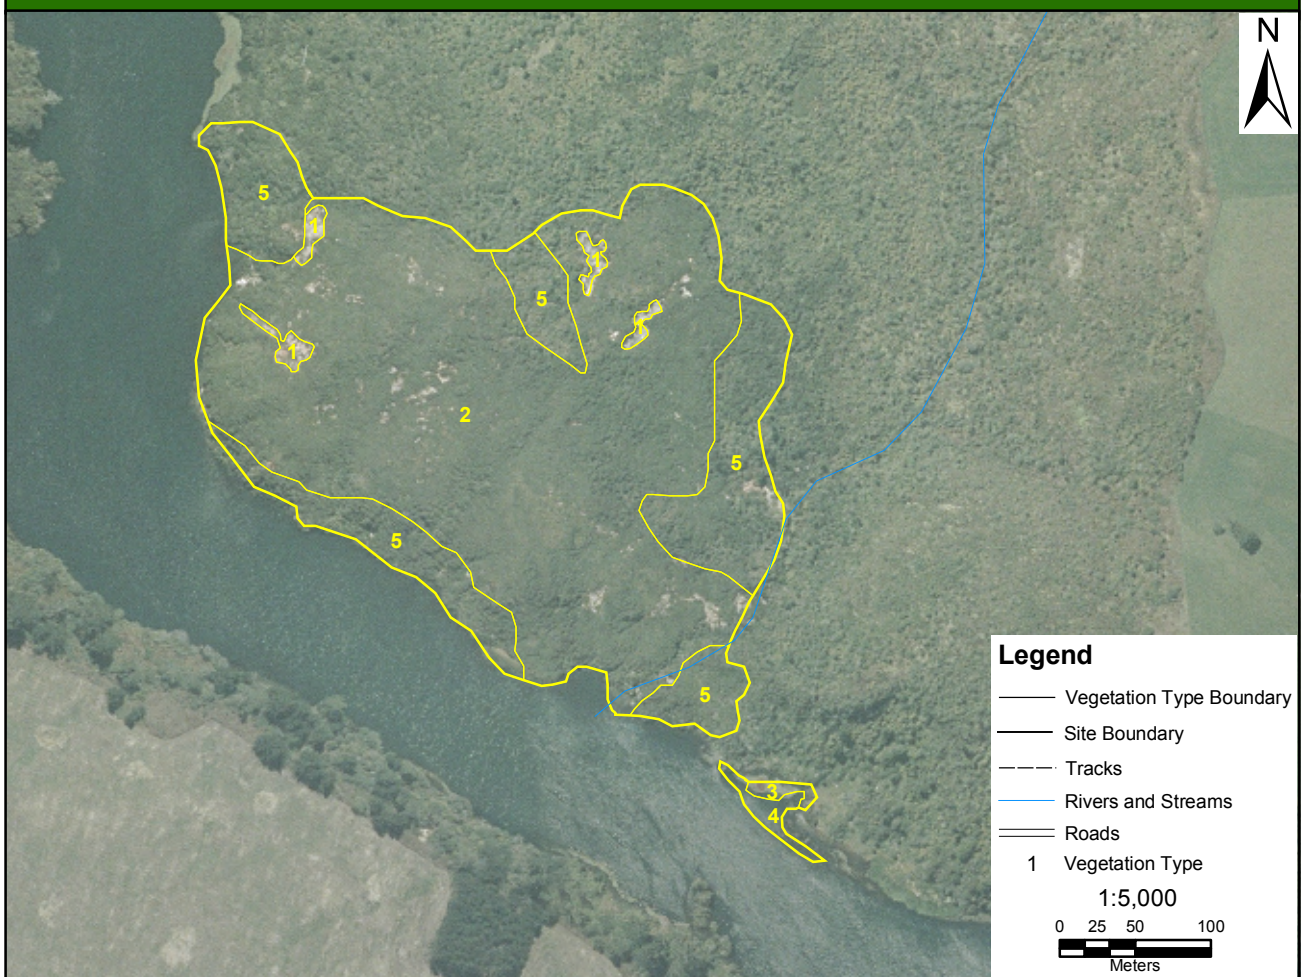 N
5
1
1
5
1
1
2
5
5
5
3
4
Legend
Vegetation Type Boundary
Site Boundary
Tracks
Rivers and Streams
Roads
1 Vegetation Type
1:5,000
0 25 50 100
Meters